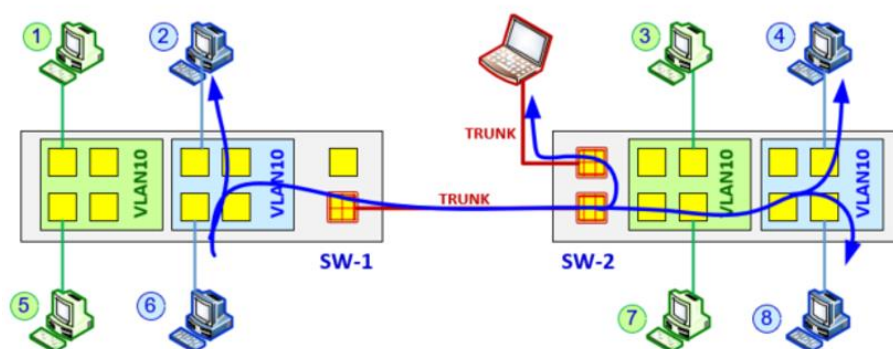 1
2
3
4
TRUNK
VLAN10
VLAN10
VLAN10
VLAN10
TRUNK
SW-1
SW-2
5
6
7
8